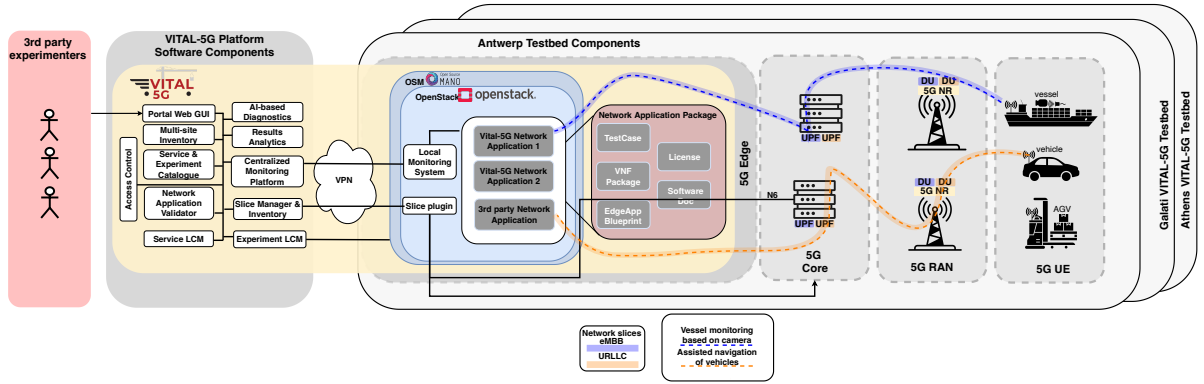 3rd party
experimenters
VITAL-5G Platform
Software Components
VITAL
5G
Portal Web GUI
AI-based
Diagnostics
Multi-site
Inventory
Results
Analytics
Access Control
Service &
Experiment
Catalogue
Centralized
Monitoring
Platform
Network
Application
Validator
Slice Manager &
Inventory
Service LCM
Experiment LCM
VPN
Antwerp Testbed Components
OSM
Open Source
MANO
OpenStack
openstack.
Local
Monitoring
System
Slice plugin
Vital-5G Network
Application 1
Vital-5G Network
Application 2
3rd party Network
Application
Network Application Package
TestCase
License
VNF
Package
Software
Doc
EdgeApp
Blueprint
5G Edge
N6
UPF UPF
UPF UPF
5G
Core
DU DU
5G NR
DU DU
5G NR
5G RAN
vessel
vehicle
AGV
5G UE
Galati VITAL-5G Testbed
Athens VITAL-5G Testbed
Network slices
eMBB
URLLC
Vessel monitoring
based on camera
Assisted navigation
of vehicles